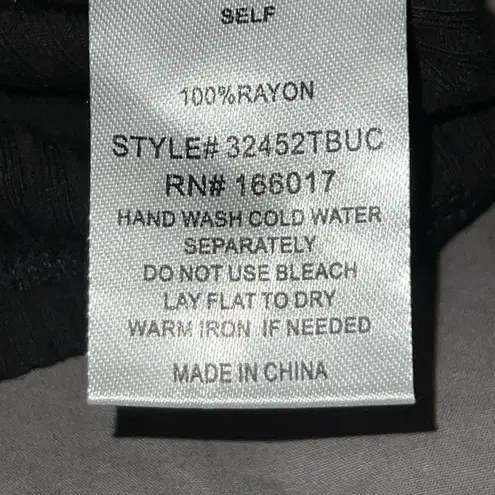 SELF
100%RAYON
STYLE# 32452TBUC
RN# 166017
HAND WASH COLD WATER
SEPARATELY
DO NOT USE BLEACH
LAY FLAT TO DRY
WARM IRON IF NEEDED
MADE IN CHINA